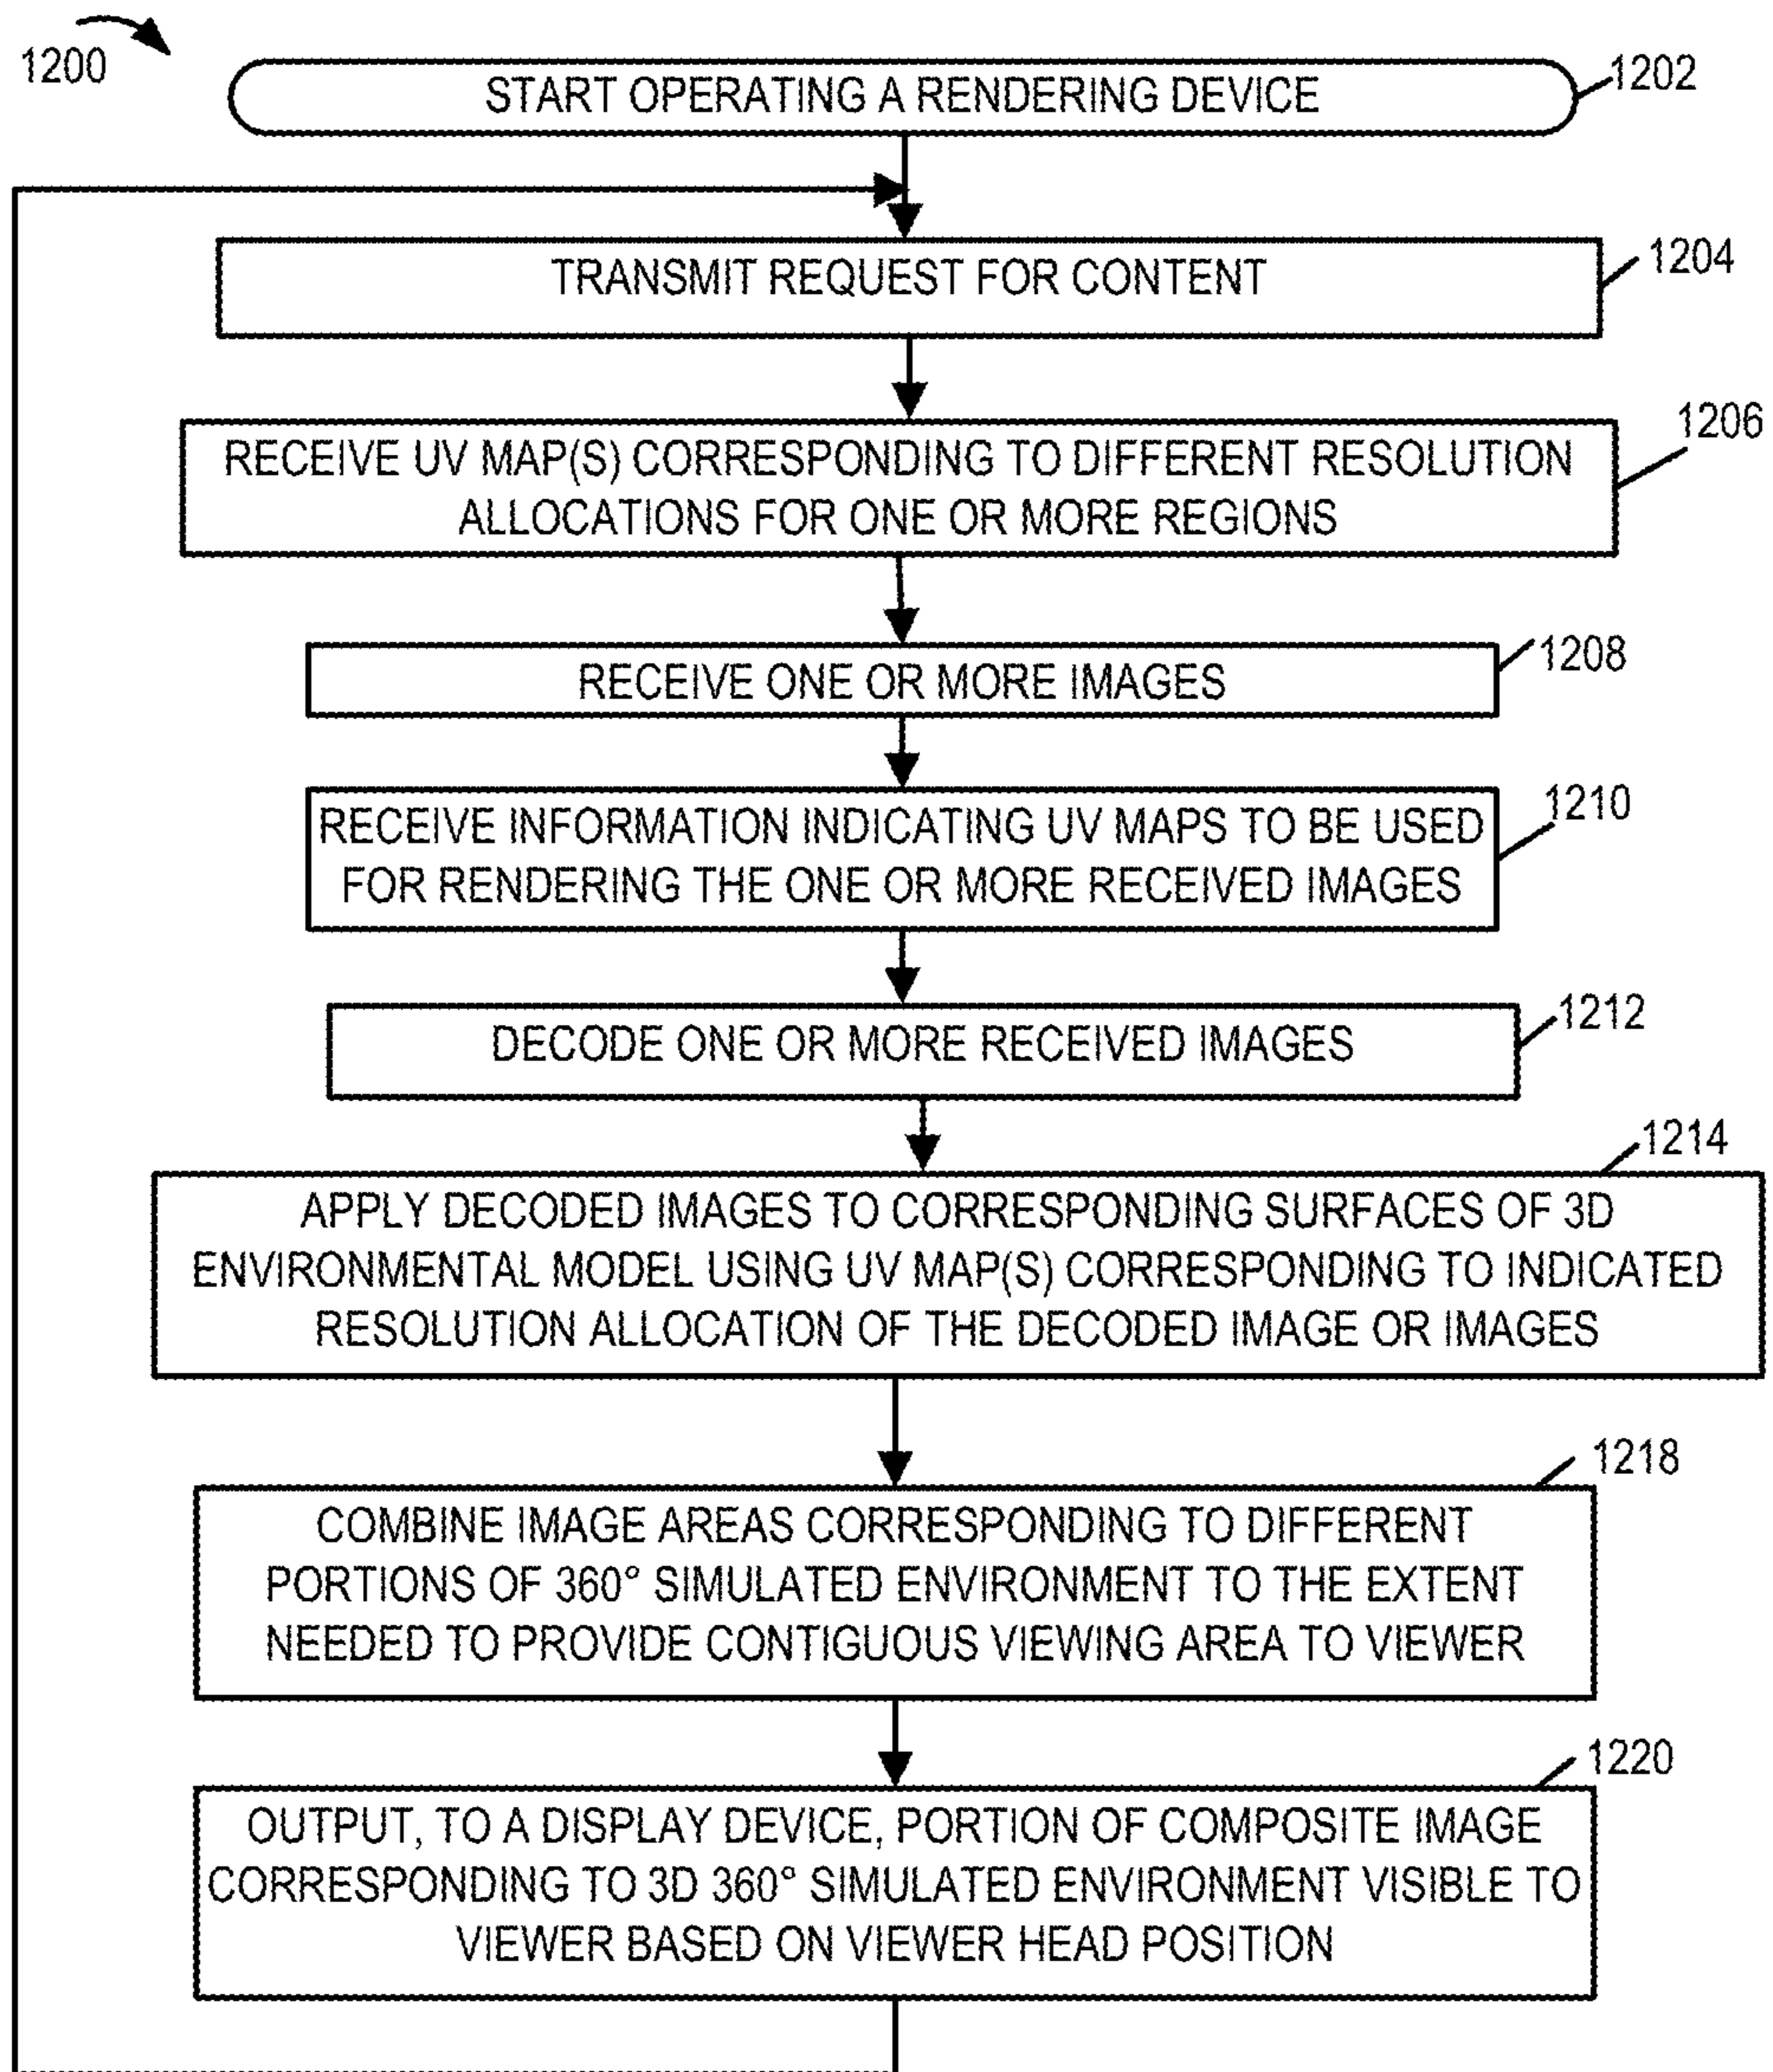 1200
START OPERATING A RENDERING DEVICE
1202
TRANSMIT REQUEST FOR CONTENT
1204
RECEIVE UV MAP(S) CORRESPONDING TO DIFFERENT RESOLUTION
ALLOCATIONS FOR ONE OR MORE REGIONS
1206
RECEIVE ONE OR MORE IMAGES
1208
RECEIVE INFORMATION INDICATING UV MAPS TO BE USED
FOR RENDERING THE ONE OR MORE RECEIVED IMAGES
1210
DECODE ONE OR MORE RECEIVED IMAGES
1212
1214
APPLY DECODED IMAGES TO CORRESPONDING SURFACES OF 3D
ENVIRONMENTAL MODEL USING UV MAP(S) CORRESPONDING TO INDICATED
RESOLUTION ALLOCATION OF THE DECODED IMAGE OR IMAGES
1218
COMBINE IMAGE AREAS CORRESPONDING TO DIFFERENT
PORTIONS OF 360° SIMULATED ENVIRONMENT TO THE EXTENT
NEEDED TO PROVIDE CONTIGUOUS VIEWING AREA TO VIEWER
1220
OUTPUT, TO A DISPLAY DEVICE, PORTION OF COMPOSITE IMAGE
CORRESPONDING TO 3D 360° SIMULATED ENVIRONMENT VISIBLE TO
VIEWER BASED ON VIEWER HEAD POSITION